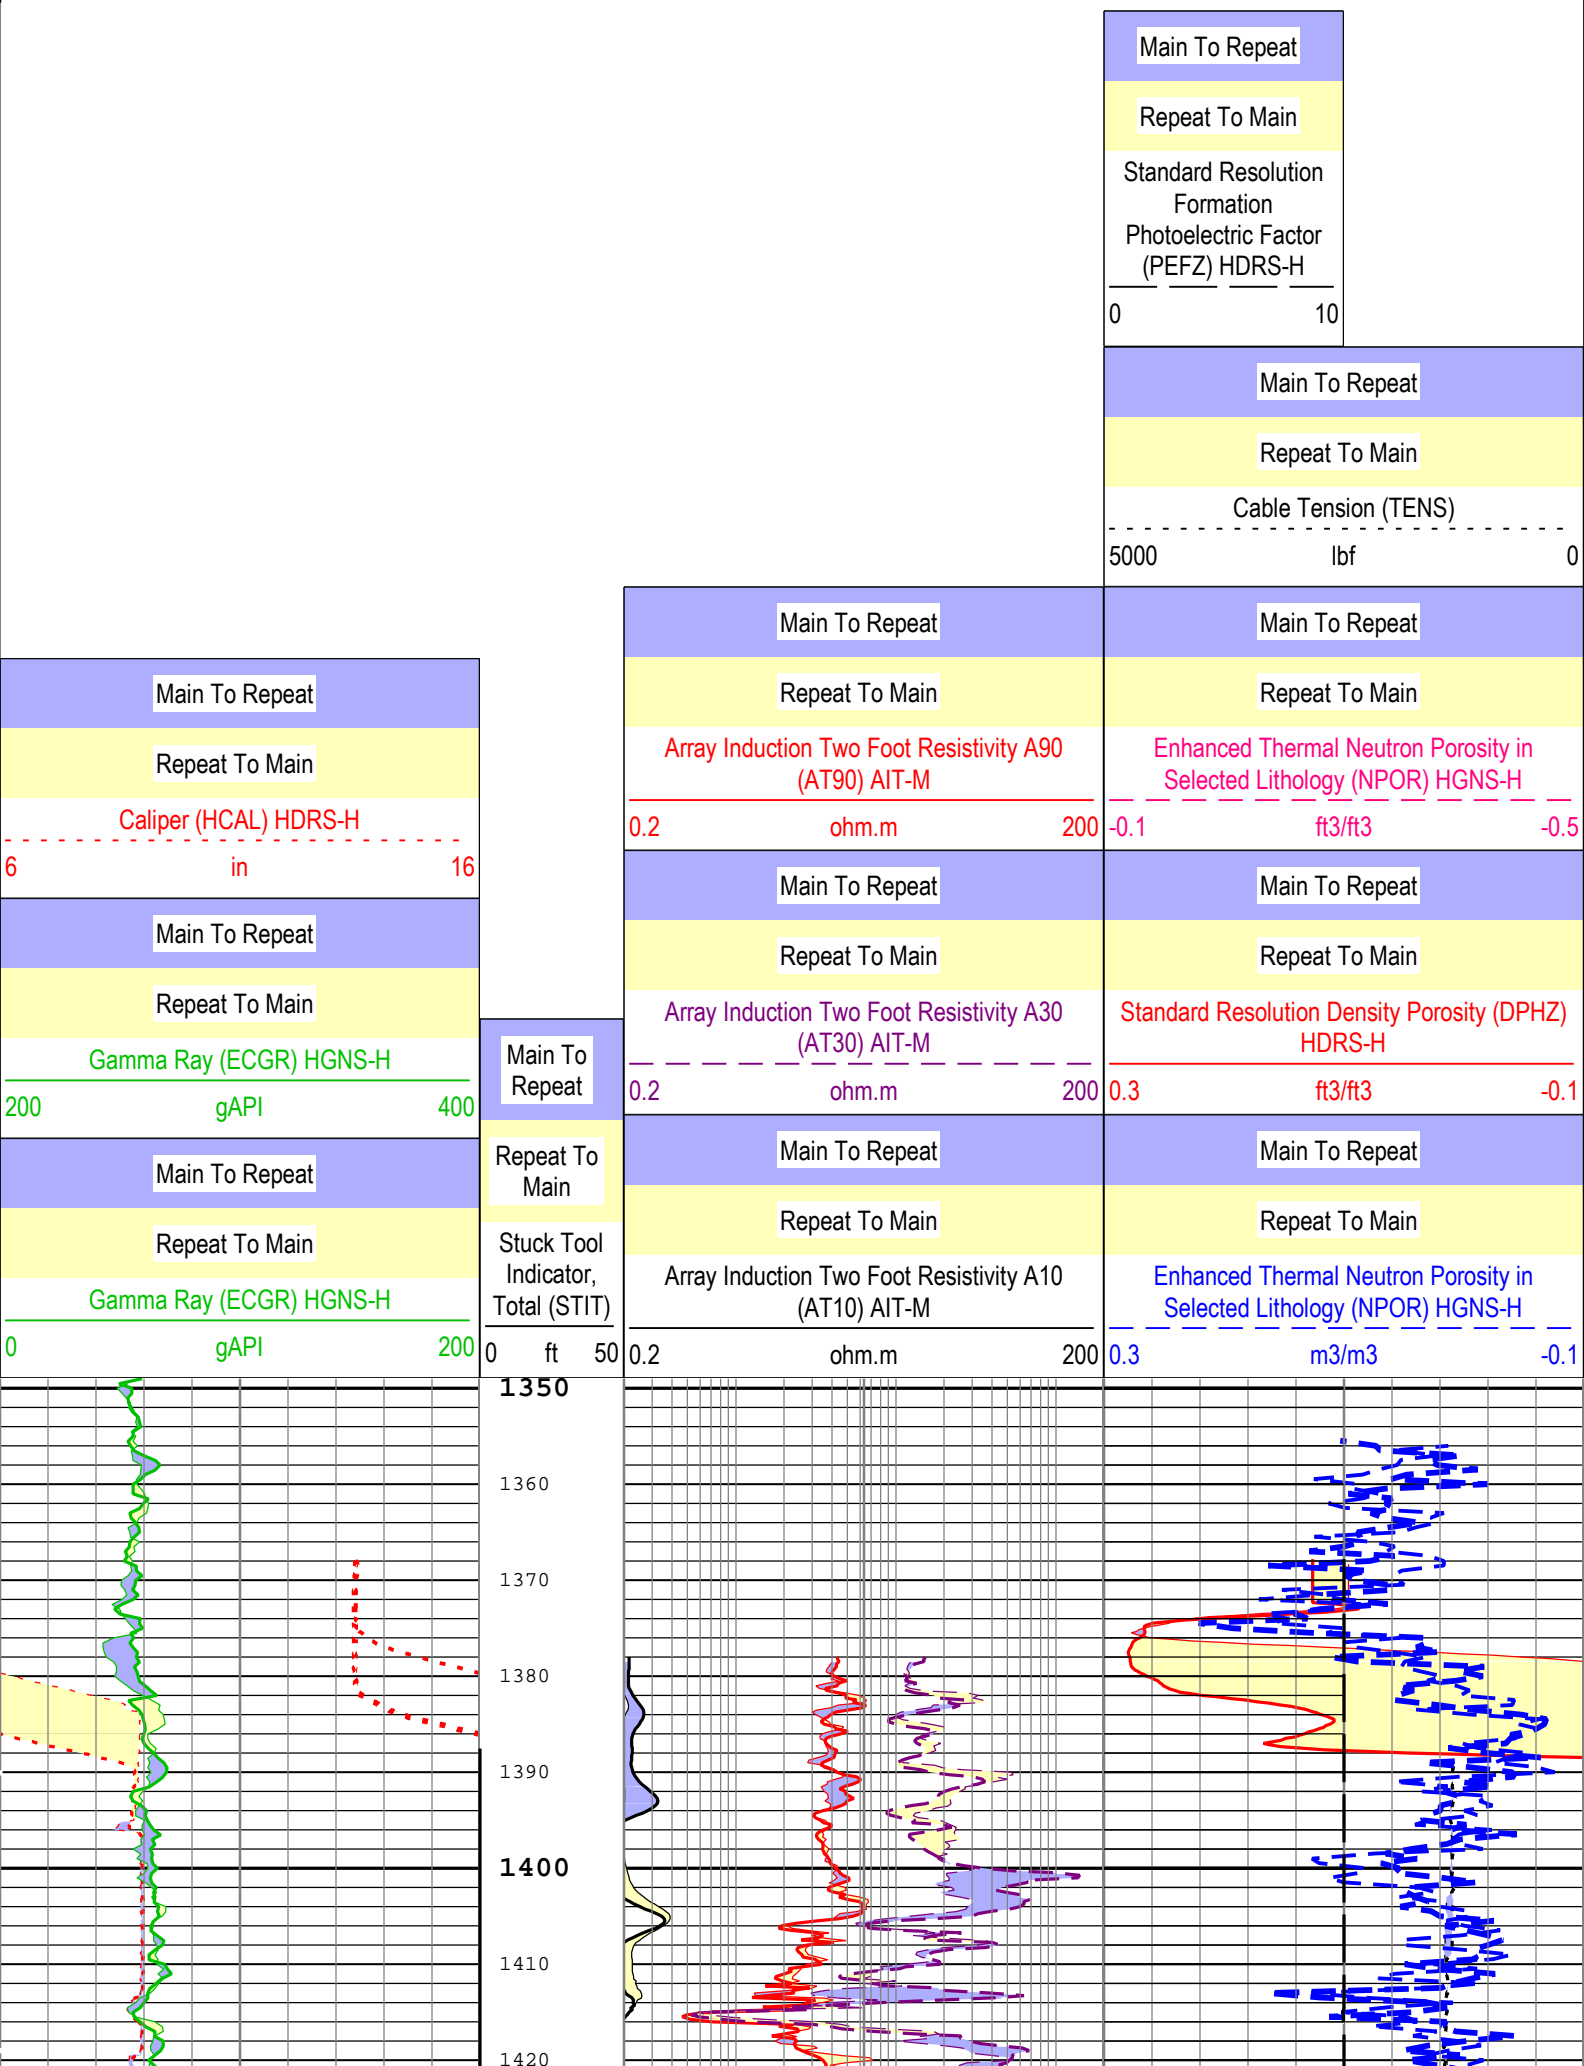 Main To Repeat
Repeat To Main
Standard Resolution
Formation
Photoelectric Factor
(PEFZ) HDRS-H
0 10
Main To Repeat
Repeat To Main
Cable Tension (TENS)
5000 lbf 0
Main To Repeat
Repeat To Main
Caliper (HCAL) HDRS-H
6 in 16
Main To Repeat
Repeat To Main
Gamma Ray (ECGR) HGNS-H
200 gAPI 400
Main To Repeat
Repeat To Main
Gamma Ray (ECGR) HGNS-H
0 gAPI 200
Main To
Repeat
Repeat To
Main
Stuck Tool
Indicator,
Total (STIT)
0 ft 50
Main To Repeat
Repeat To Main
Array Induction Two Foot Resistivity A90
(AT90) AIT-M
0.2 ohm.m 200
Main To Repeat
Repeat To Main
Array Induction Two Foot Resistivity A30
(AT30) AIT-M
0.2 ohm.m 200
Main To Repeat
Repeat To Main
Array Induction Two Foot Resistivity A10
(AT10) AIT-M
0.2 ohm.m 200
Main To Repeat
Repeat To Main
Enhanced Thermal Neutron Porosity in
Selected Lithology (NPOR) HGNS-H
-0.1 ft3/ft3 -0.5
Main To Repeat
Repeat To Main
Standard Resolution Density Porosity (DPHZ)
HDRS-H
0.3 ft3/ft3 -0.1
Main To Repeat
Repeat To Main
Enhanced Thermal Neutron Porosity in
Selected Lithology (NPOR) HGNS-H
0.3 m3/m3 -0.1
1350
1360
1370
1380
1390
1400
1410
1420